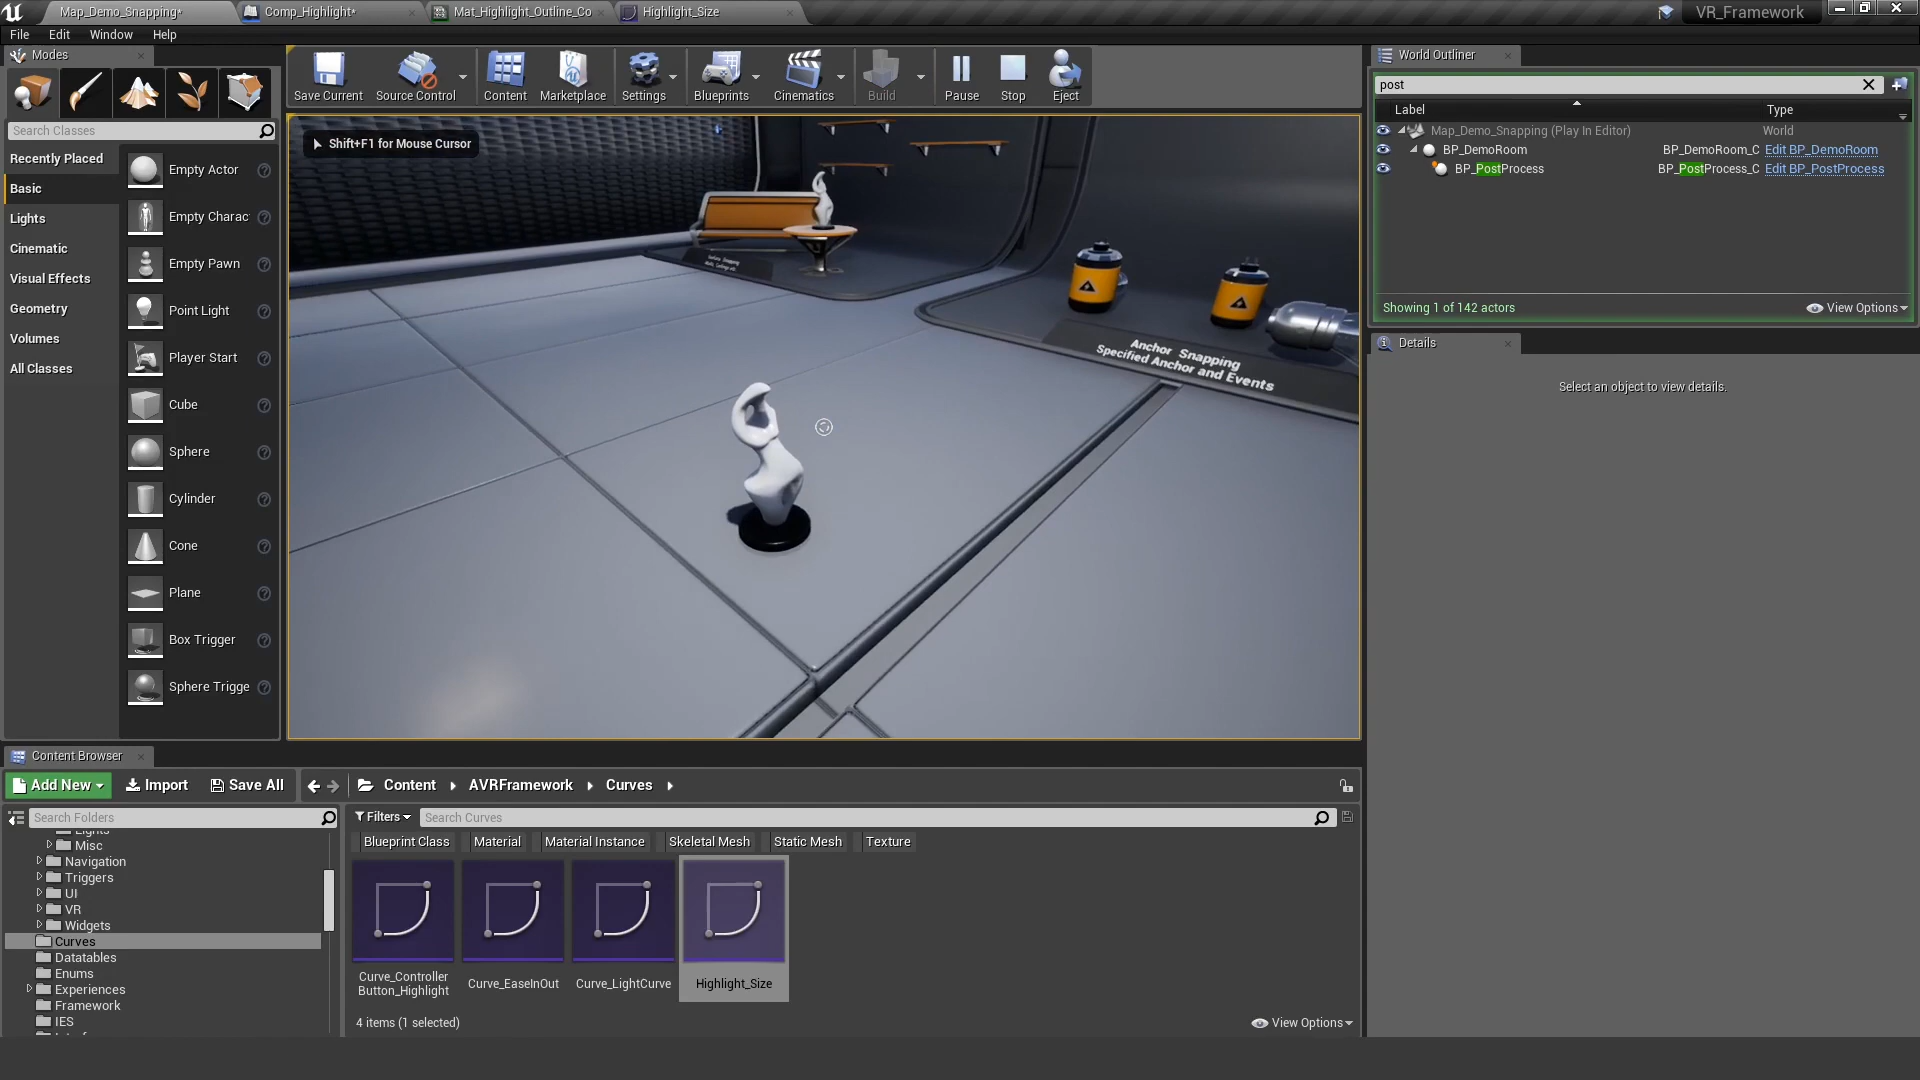 Map_Demo_Snapping*
Comp_Highlight*
Mat_Highlight_Outline_Co
Highlight_Size
VR_Framework
File Edit Window Help
Modes
Search Classes
Recently Placed
Basic
Lights
Cinematic
Visual Effects
Geometry
Volumes
All Classes
Empty Actor
Empty Charac
Empty Pawn
Point Light
Player Start
Cube
Sphere
Cylinder
Cone
Plane
Box Trigger
Sphere Trigge
Save Current
Source Control
Content
Marketplace
Settings
Blueprints
Cinematics
Build
Pause
Stop
Eject
Shift+F1 for Mouse Cursor
Anchor Snapping
Specified Anchor and Events
World Outliner
post
Label Type
Map_Demo_Snapping (Play In Editor) World
BP_DemoRoom BP_DemoRoom_C Edit BP_DemoRoom
BP_PostProcess BP_PostProcess_C Edit BP_PostProcess
Showing 1 of 142 actors
View Options
Details
Select an object to view details.
Content Browser
Add New
Import
Save All
Content
AVRFramework
Curves
Search Folders
Lights
Misc
Navigation
Triggers
UI
VR
Widgets
Curves
Datatables
Enums
Experiences
Framework
IES
Filters
Search Curves
Blueprint Class
Material
Material Instance
Skeletal Mesh
Static Mesh
Texture
Curve_Controller
Button_Highlight
Curve_EaseInOut
Curve_LightCurve
Highlight_Size
4 items (1 selected)
View Options